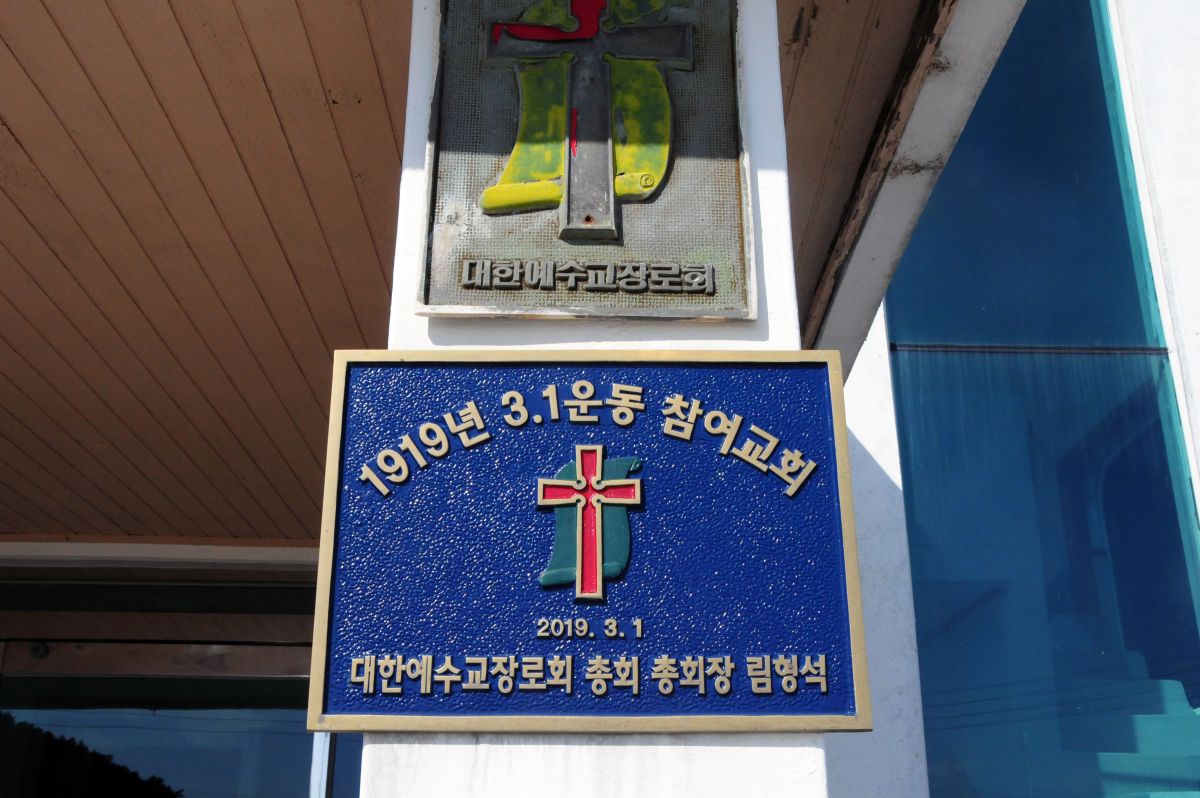 대한예수교장로회
1919년 3.1운동 참여교회
2019. 3. 1
대한예수교장로회 총회 총회장 림형석